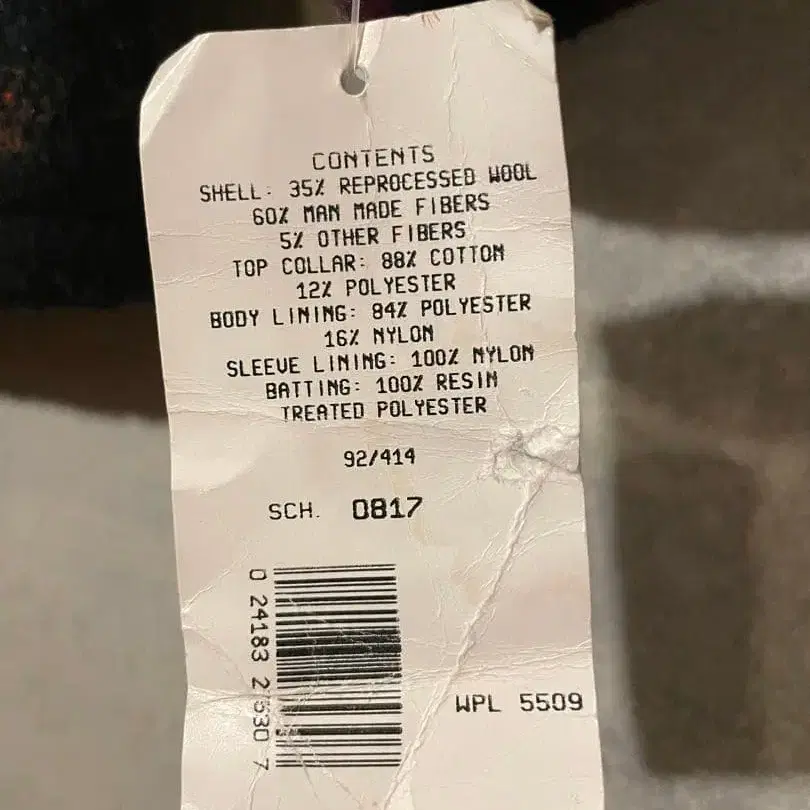 CONTENTS
SHELL: 35% REPROCESSED WOOL
60% MAN MADE FIBERS
5% OTHER FIBERS
TOP COLLAR: 88% COTTON
12% POLYESTER
BODY LINING: 84% POLYESTER
16% NYLON
SLEEVE LINING: 100% NYLON
BATTING: 100% RESIN
TREATED POLYESTER
92/414
SCH. 0817
0 24183
7
WPL 5509